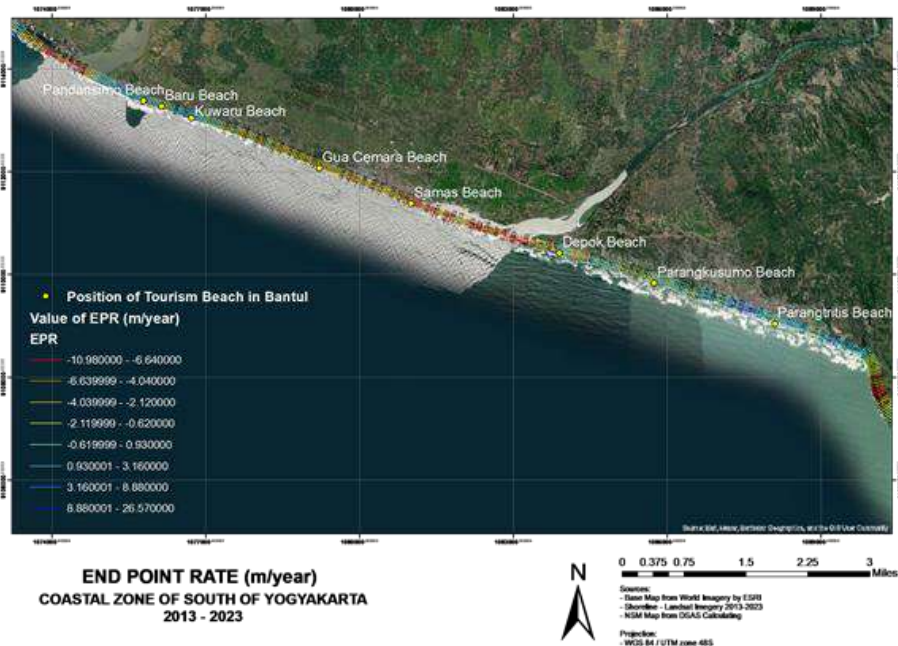 Pandansimo Beach
Baru Beach
Kuwaru Beach
Gua Cemara Beach
Samas Beach
Depok Beach
Parangkusumo Beach
Parangtritis Beach
Position of Tourism Beach in Bantul
Value of EPR (m/year)
EPR
-10.980000 - -6.640000
-6.639999 - -4.040000
-4.039999 - -2.120000
-2.119999 - -0.620000
-0.619999 - 0.930000
0.930001 - 3.160000
3.160001 - 8.880000
8.880001 - 26.570000
END POINT RATE (m/year)
COASTAL ZONE OF SOUTH OF YOGYAKARTA
2013 - 2023
N
0 0.375 0.75 1.5 2.25 3
Miles
Sources:
- Base Map from World Imagery by ESRI
- Shoreline - Landsat Imagery 2013-2023
- NSM Map from DSAS Calculating
Projection:
- WGS 84 / UTM zone 48S